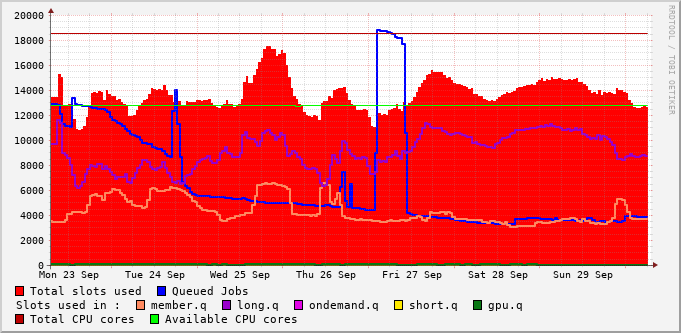 RRDTOOL / TOBI OETIKER
20000
18000
16000
14000
12000
10000
8000
6000
4000
2000
0
Mon 23 Sep Tue 24 Sep Wed 25 Sep Thu 26 Sep Fri 27 Sep Sat 28 Sep Sun 29 Sep
Total slots used Queued Jobs
Slots used in : member.q long.q ondemand.q short.q gpu.q
Total CPU cores Available CPU cores